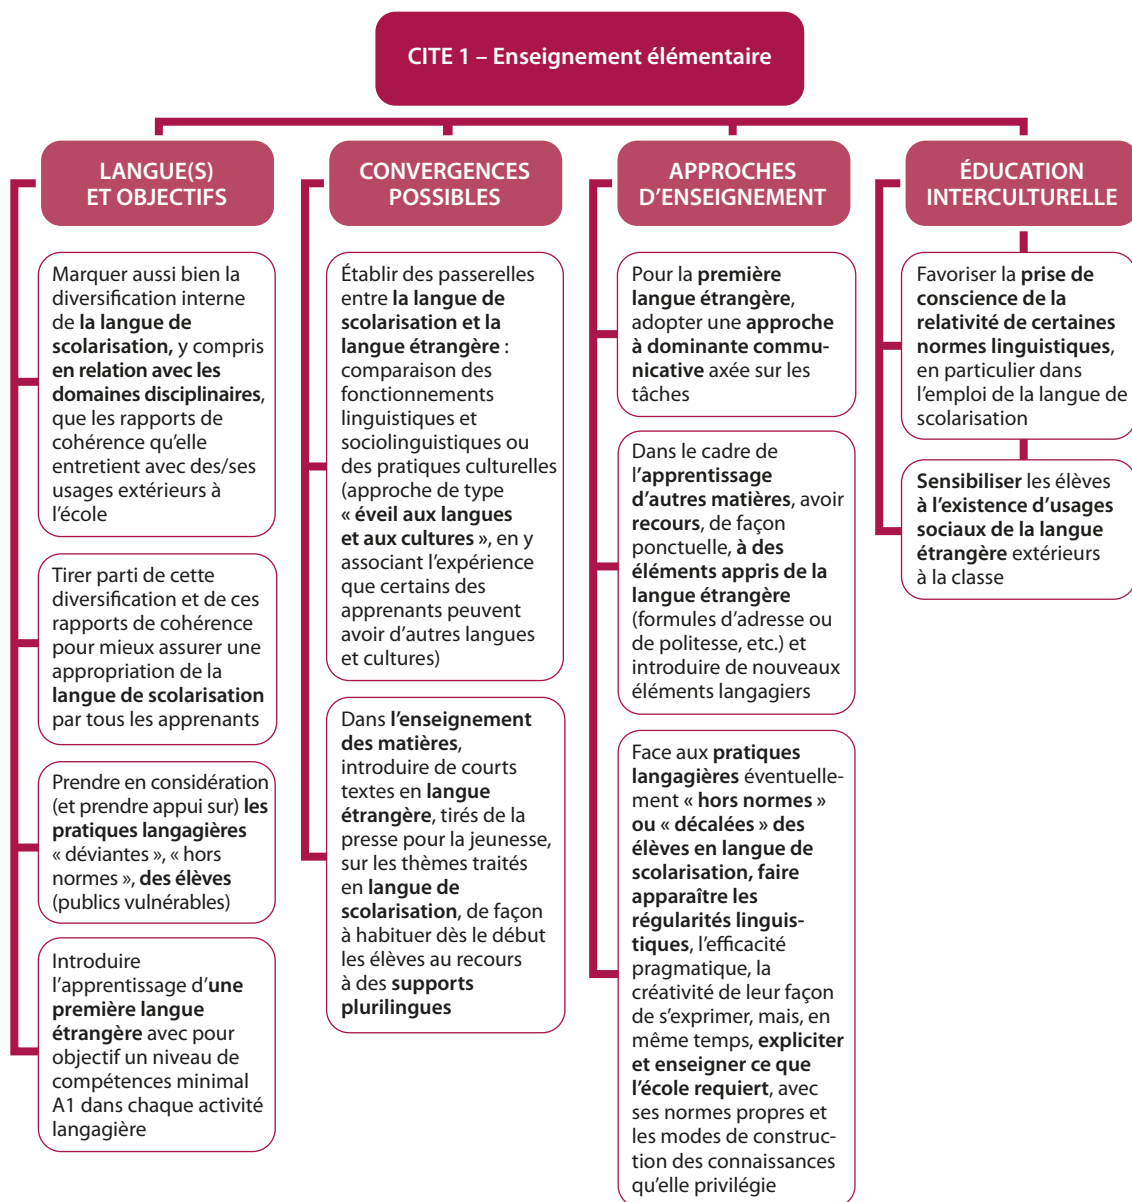 CITE 1 – Enseignement élémentaire
LANGUE(S)
ET OBJECTIFS
Marquer aussi bien la
diversification interne
de la langue de
scolarisation, y compris
en relation avec les
domaines disciplinaires,
que les rapports de
cohérence qu’elle
entretient avec des/ses
usages extérieurs à
l’école
Tirer parti de cette
diversification et de ces
rapports de cohérence
pour mieux assurer une
appropriation de la
langue de scolarisation
par tous les apprenants
Prendre en considération
(et prendre appui sur) les
pratiques langagières
« déviantes », « hors
normes », des élèves
(publics vulnérables)
Introduire
l’apprentissage d’une
première langue
étrangère avec pour
objectif un niveau de
compétences minimal
A1 dans chaque activité
langagière
CONVERGENCES
POSSIBLES
Établir des passerelles
entre la langue de
scolarisation et la
langue étrangère :
comparaison des
fonctionnements
linguistiques et
sociolinguistiques ou
des pratiques culturelles
(approche de type
« éveil aux langues
et aux cultures », en y
associant l’expérience
que certains des
apprenants peuvent
avoir d’autres langues
et cultures)
Dans l’enseignement
des matières,
introduire de courts
textes en langue
étrangère, tirés de la
presse pour la jeunesse,
sur les thèmes traités
en langue de
scolarisation, de façon
à habituer dès le début
les élèves au recours
à des supports
plurilingues
APPROCHES
D’ENSEIGNEMENT
Pour la première
langue étrangère,
adopter une approche
à dominante commu-
nicative axée sur les
tâches
Dans le cadre de
l’apprentissage
d’autres matières, avoir
recours, de façon
ponctuelle, à des
éléments appris de la
langue étrangère
(formules d’adresse ou
de politesse, etc.) et
introduire de nouveaux
éléments langagiers
Face aux pratiques
langagières éventuelle-
ment « hors normes »
ou « décalées » des
élèves en langue de
scolarisation, faire
apparaître les
régularités linguis-
tiques, l’efficacité
pragmatique, la
créativité de leur façon
de s’exprimer, mais, en
même temps, expliciter
et enseigner ce que
l’école requiert, avec
ses normes propres et
les modes de construc-
tion des connaissances
qu’elle privilégie
ÉDUCATION
INTERCULTURELLE
Favoriser la prise de
conscience de la
relativité de certaines
normes linguistiques,
en particulier dans
l’emploi de la langue de
scolarisation
Sensibiliser les élèves
à l’existence d’usages
sociaux de la langue
étrangère extérieurs
à la classe